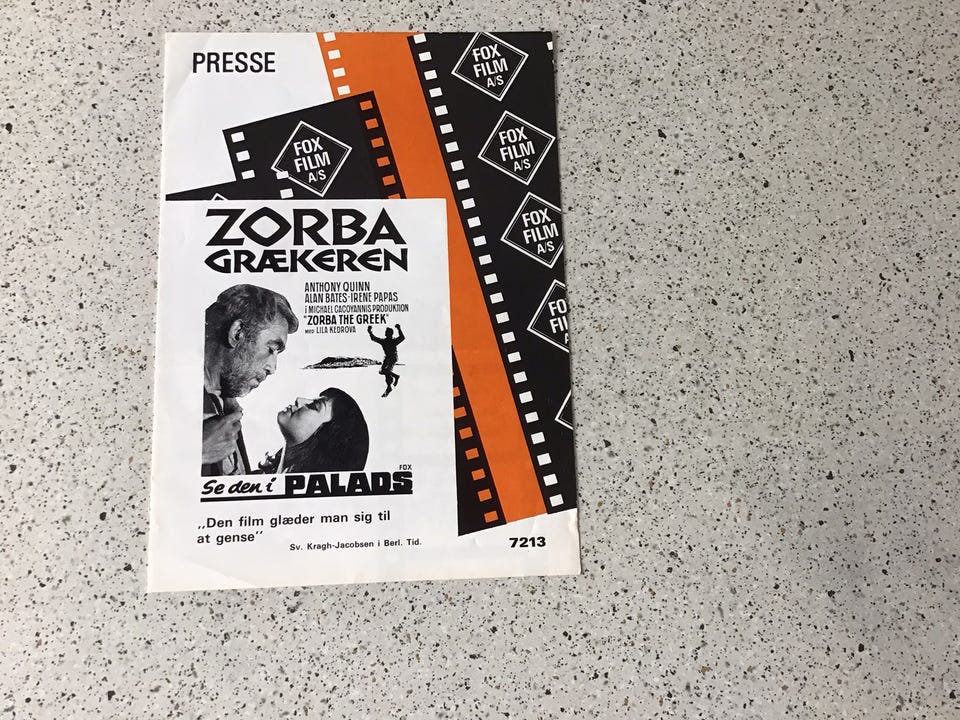 PRESSE
FOX
FILM
A/S
FOX
FILM
A/S
FOX
FILM
A/S
FOX
FILM
A/S
FO
FIL
ZORBA
GRÆKEREN
ANTHONY QUINN
ALAN BATES·IRENE PAPAS
i MICHAEL CACOYANNIS PRODUKTION
"ZORBA THE GREEK"
MED LILA KEDROVA
FOX
Se den i PALADS
,,Den film glæder man sig til
at gense''
Sv. Kragh-Jacobsen i Berl. Tid.
7213